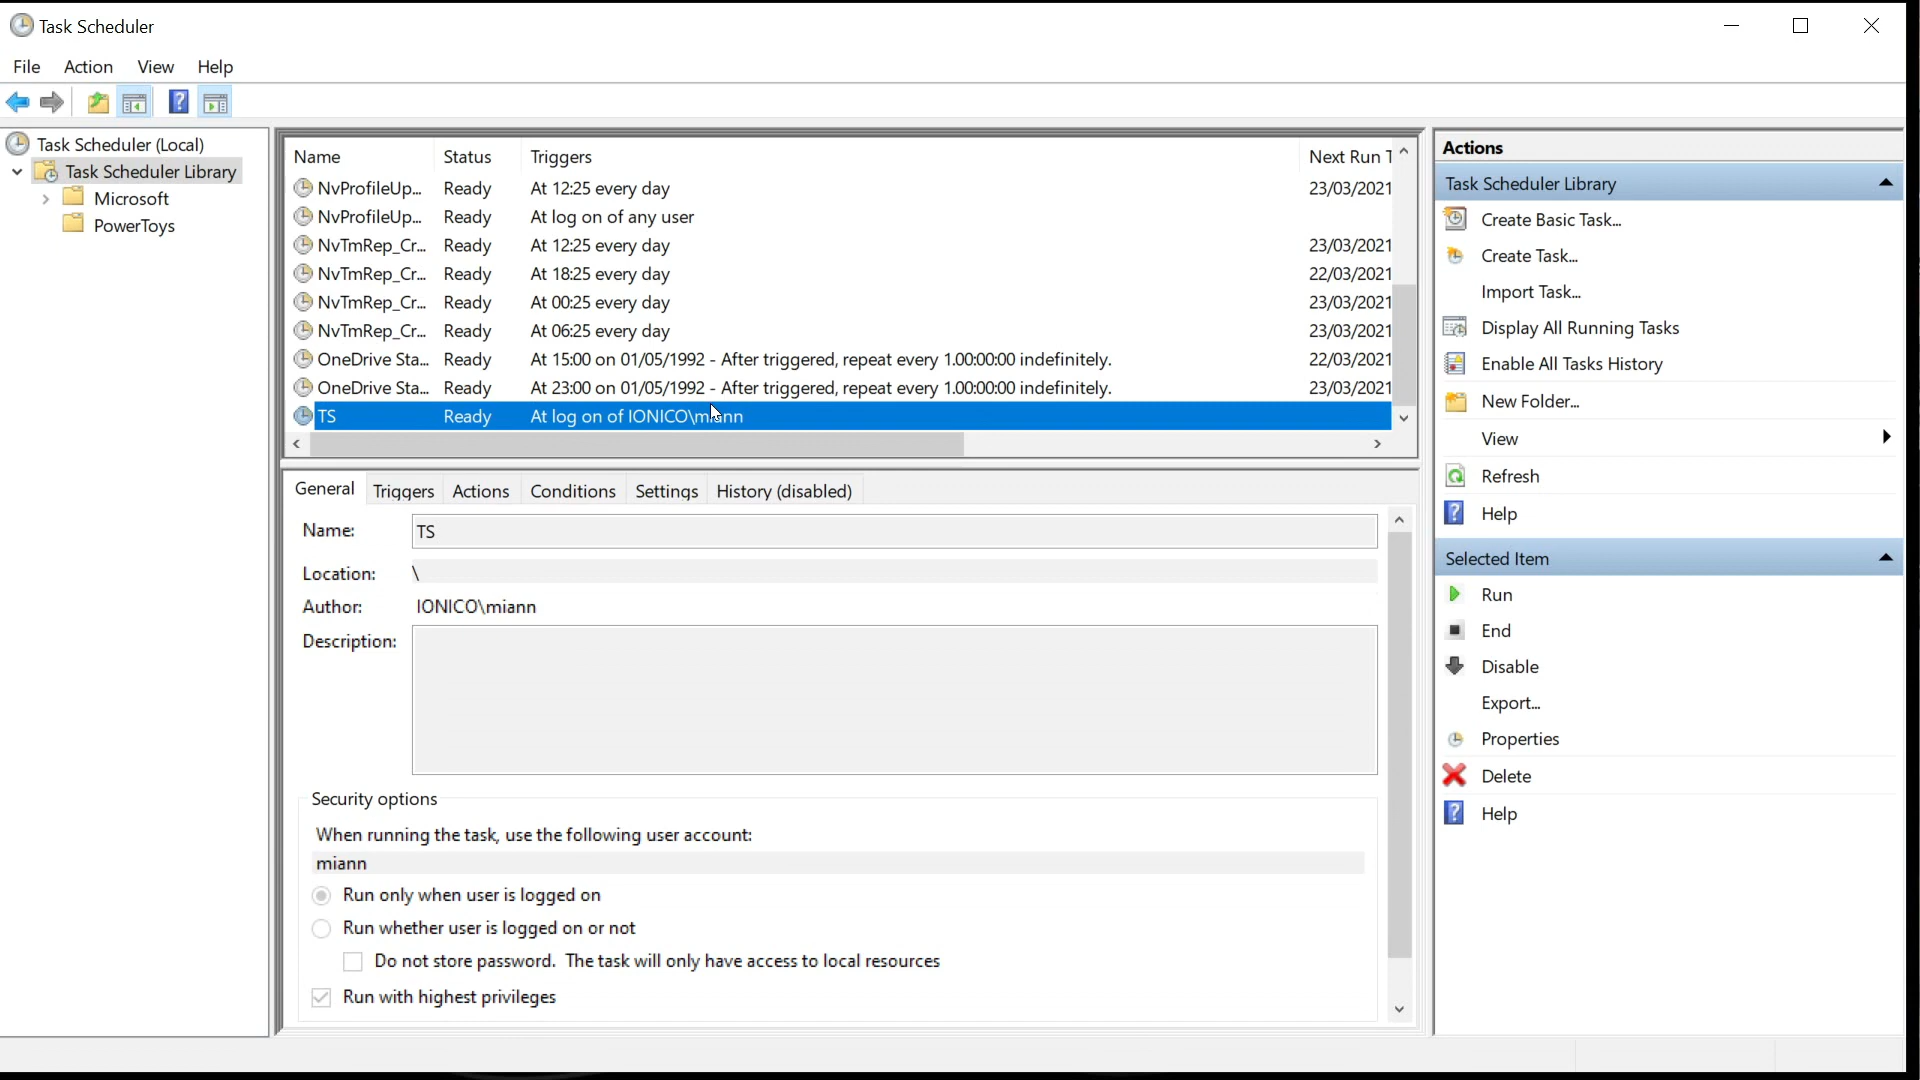 Task Scheduler
File Action View Help
Task Scheduler (Local)
Task Scheduler Library
Microsoft
PowerToys
Name Status Triggers Next Run T
NvProfileUp... Ready At 12:25 every day 23/03/2021
NvProfileUp... Ready At log on of any user
NvTmRep_Cr... Ready At 12:25 every day 23/03/2021
NvTmRep_Cr... Ready At 18:25 every day 22/03/2021
NvTmRep_Cr... Ready At 00:25 every day 23/03/2021
NvTmRep_Cr... Ready At 06:25 every day 23/03/2021
OneDrive Sta... Ready At 15:00 on 01/05/1992 - After triggered, repeat every 1.00:00:00 indefinitely. 22/03/2021
OneDrive Sta... Ready At 23:00 on 01/05/1992 - After triggered, repeat every 1.00:00:00 indefinitely. 23/03/2021
TS Ready At log on of IONICO\miann
General Triggers Actions Conditions Settings History (disabled)
Name: TS
Location: \
Author: IONICO\miann
Description:
Security options
When running the task, use the following user account:
miann
Run only when user is logged on
Run whether user is logged on or not
Do not store password. The task will only have access to local resources
Run with highest privileges
Actions
Task Scheduler Library
Create Basic Task...
Create Task...
Import Task...
Display All Running Tasks
Enable All Tasks History
New Folder...
View
Refresh
Help
Selected Item
Run
End
Disable
Export...
Properties
Delete
Help